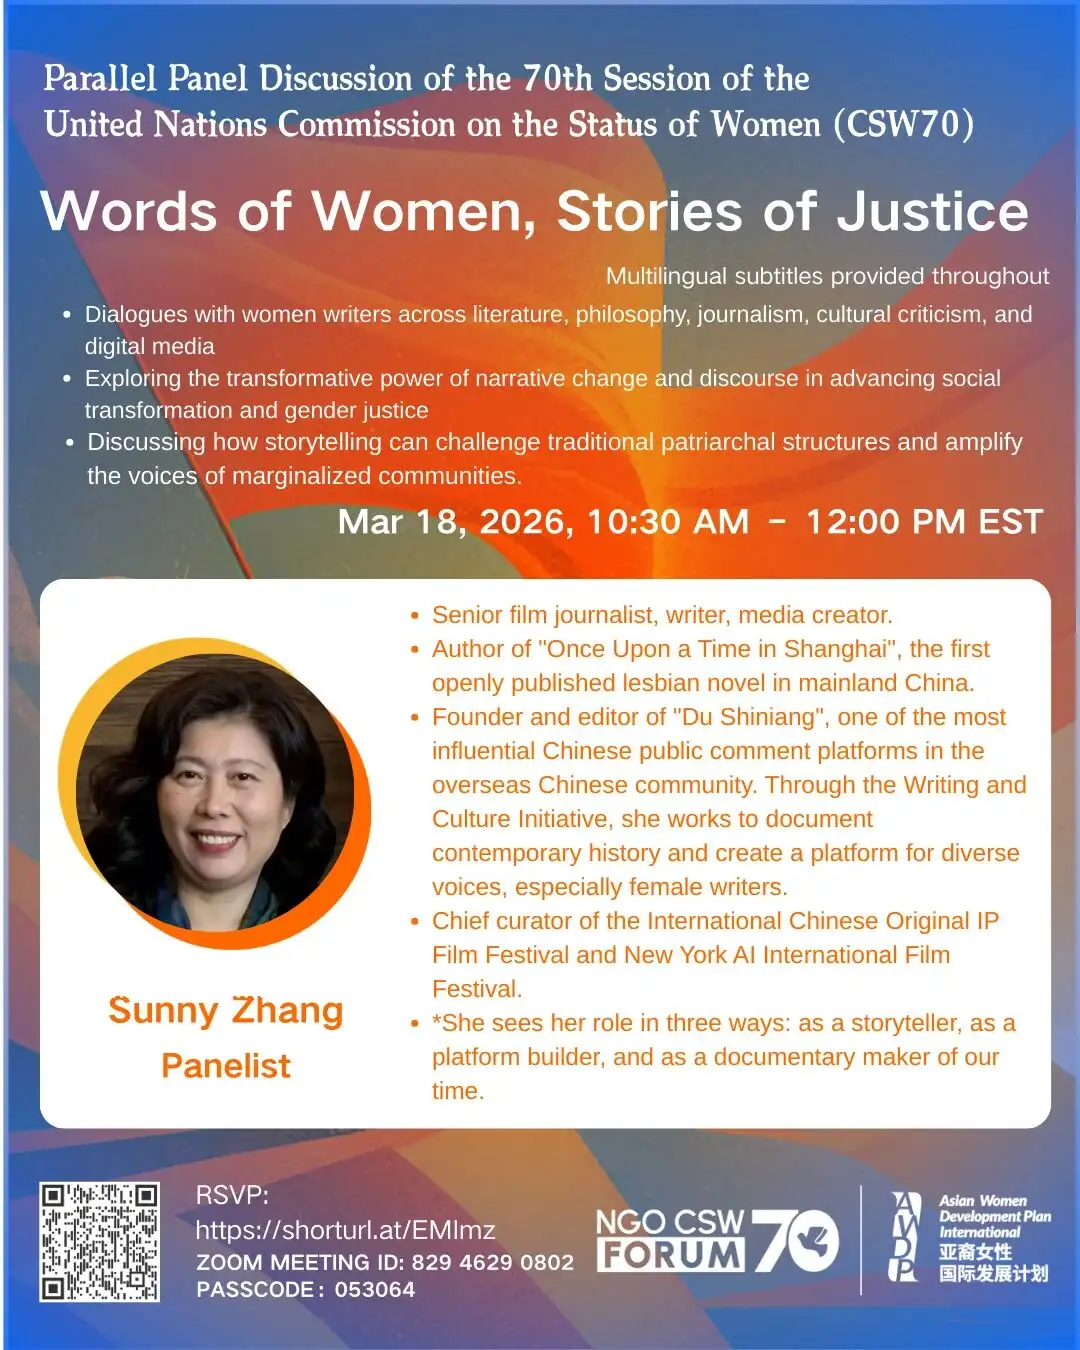 Parallel Panel Discussion of the 70th Session of the
United Nations Commission on the Status of Women (CSW70)
Words of Women, Stories of Justice
Multilingual subtitles provided throughout
• Dialogues with women writers across literature, philosophy, journalism, cultural criticism, and
digital media
• Exploring the transformative power of narrative change and discourse in advancing social
transformation and gender justice
• Discussing how storytelling can challenge traditional patriarchal structures and amplify
the voices of marginalized communities.
Mar 18, 2026, 10:30 AM – 12:00 PM EST
• Senior film journalist, writer, media creator.
• Author of "Once Upon a Time in Shanghai", the first
openly published lesbian novel in mainland China.
• Founder and editor of "Du Shiniang", one of the most
influential Chinese public comment platforms in the
overseas Chinese community. Through the Writing and
Culture Initiative, she works to document
contemporary history and create a platform for diverse
voices, especially female writers.
• Chief curator of the International Chinese Original IP
Film Festival and New York AI International Film
Festival.
• *She sees her role in three ways: as a storyteller, as a
platform builder, and as a documentary maker of our
time.
Sunny Zhang
Panelist
RSVP:
https://shorturl.at/EMlmz
ZOOM MEETING ID: 829 4629 0802
PASSCODE: 053064
NGO CSW
FORUM 70
AWDP
Asian Women
Development Plan
International
亚裔女性
国际发展计划